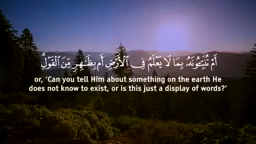 أَمْ تُنَبِّئُونَهُ بِمَا لَا يَعْلَمُ فِي الْأَرْضِ أَم بِظَاهِرٍ مِّنَ الْقَوْلِ
or, ‘Can you tell Him about something on the earth He
does not know to exist, or is this just a display of words?’